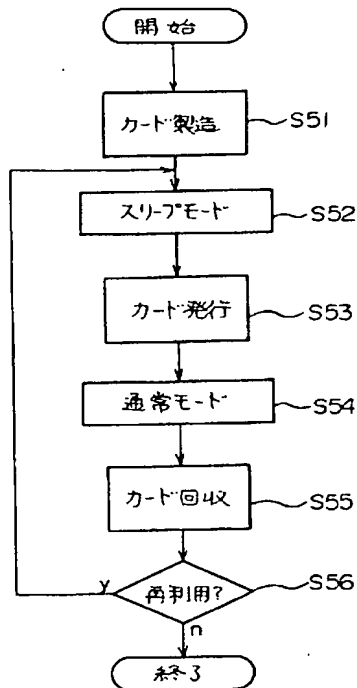 開始
カード製造
S51
スリープモード
S52
カード発行
S53
通常モード
S54
カード回収
S55
再利用?
S56
y
n
終了